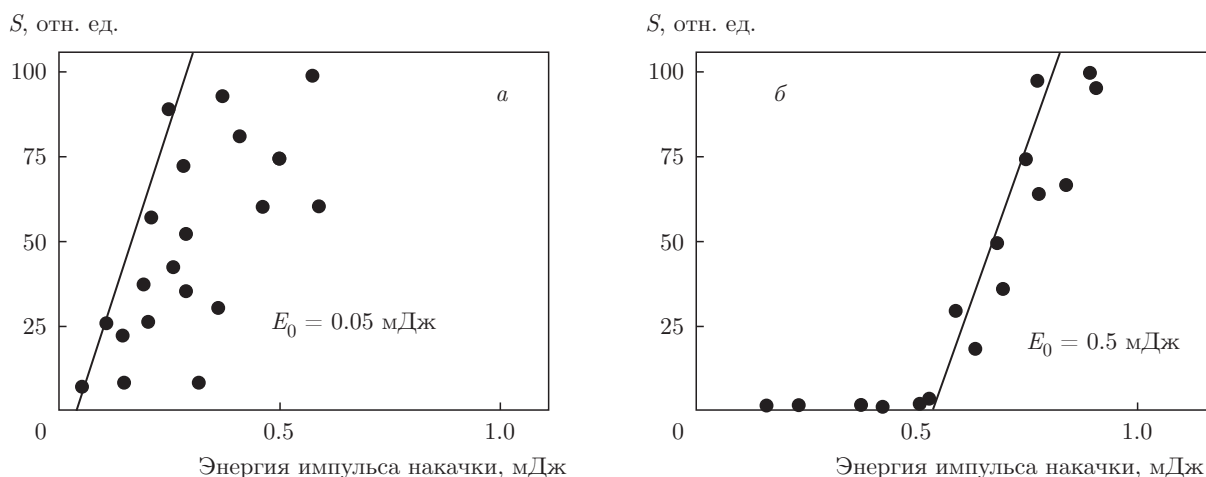 S, отн. ед.
100
75
50
25
0
0.5
1.0
а
E₀ = 0.05 мДж
Энергия импульса накачки, мДж
S, отн. ед.
100
75
50
25
0
0.5
1.0
б
E₀ = 0.5 мДж
Энергия импульса накачки, мДж